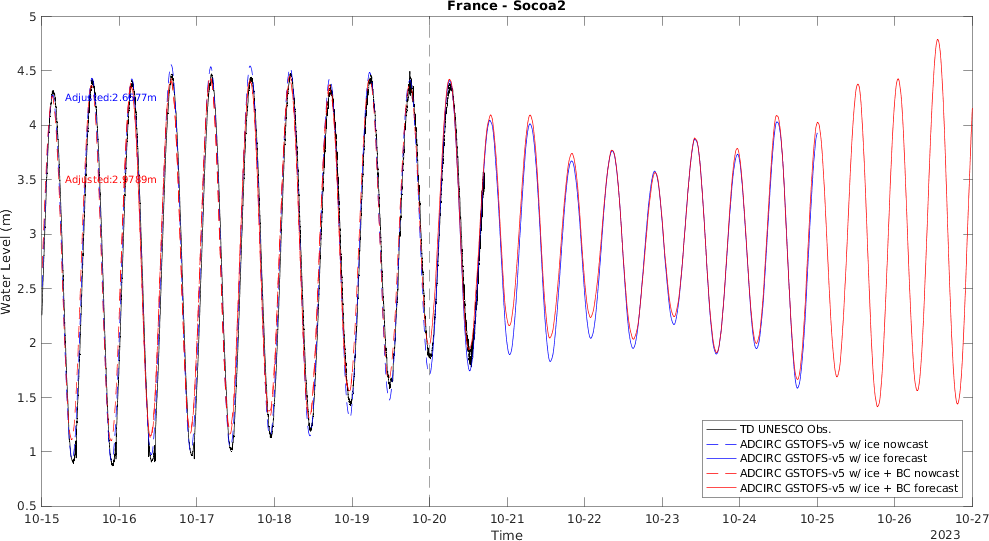 France - Socoa2
Water Level (m)
5
4.5
4
3.5
3
2.5
2
1.5
1
0.5
Adjusted:2.6577m
Adjusted:2.9789m
TD UNESCO Obs.
ADCIRC GSTOFS-v5 w/ ice nowcast
ADCIRC GSTOFS-v5 w/ ice forecast
ADCIRC GSTOFS-v5 w/ ice + BC nowcast
ADCIRC GSTOFS-v5 w/ ice + BC forecast
10-15 10-16 10-17 10-18 10-19 10-20 10-21 10-22 10-23 10-24 10-25 10-26 10-27
Time
2023